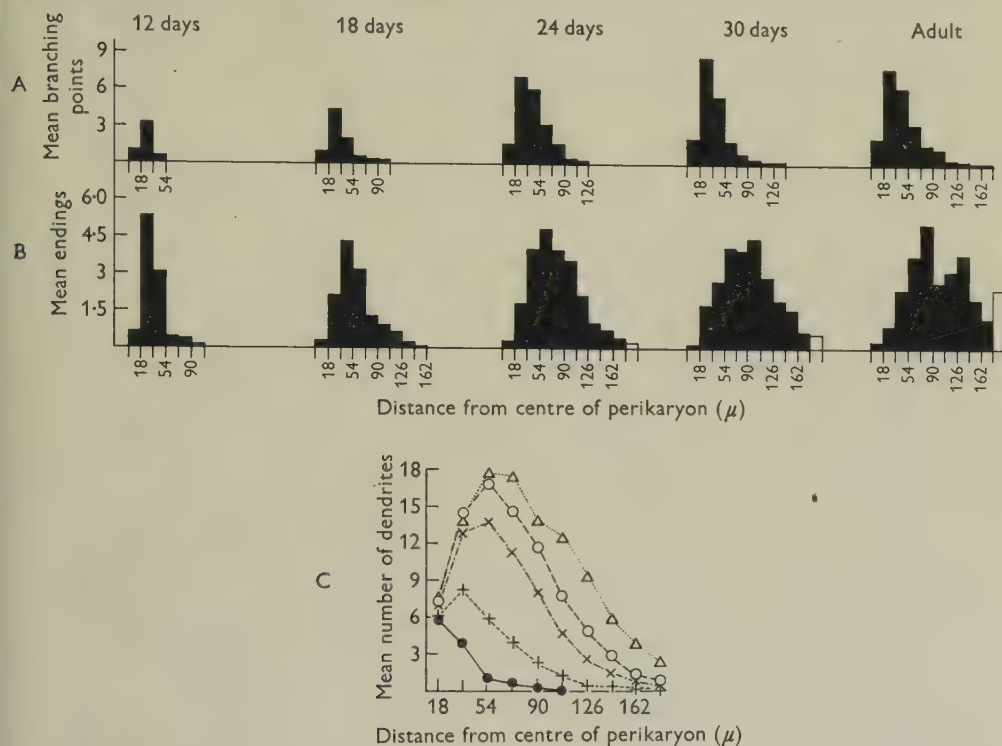 12 days 18 days 24 days 30 days Adult
A
Mean branching
points
9
6
3
18 54
18 54 90
18 54 90 126
18 54 90 126
18 54 90 126 162
B
Mean endings
6·0
4·5
3
1·5
18 54 90
18 54 90 126 162
18 54 90 126 162
18 54 90 126 162
18 54 90 126 162
Distance from centre of perikaryon (μ)
C
Mean number of dendrites
18
15
12
9
6
3
18 54 90 126 162
Distance from centre of perikaryon (μ)